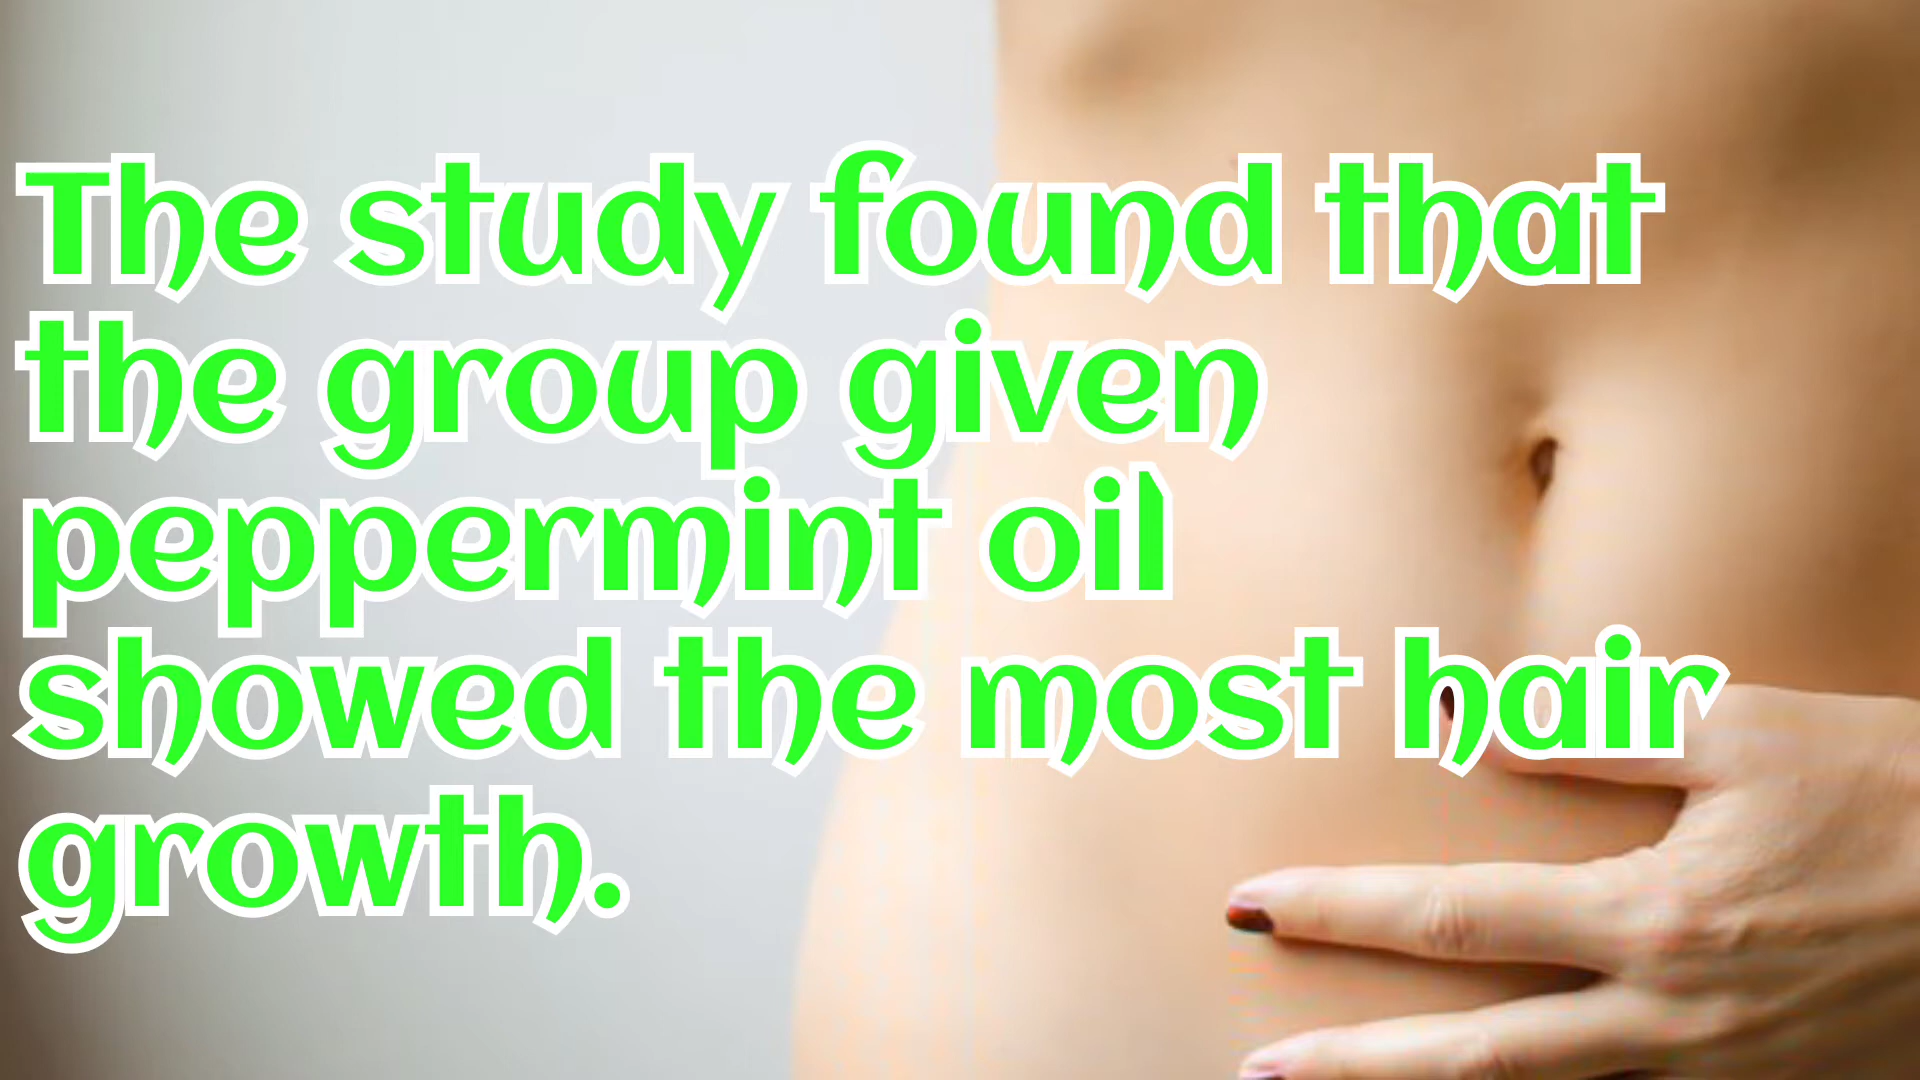 The study found that
the group given
peppermint oil
showed the most hair
growth.